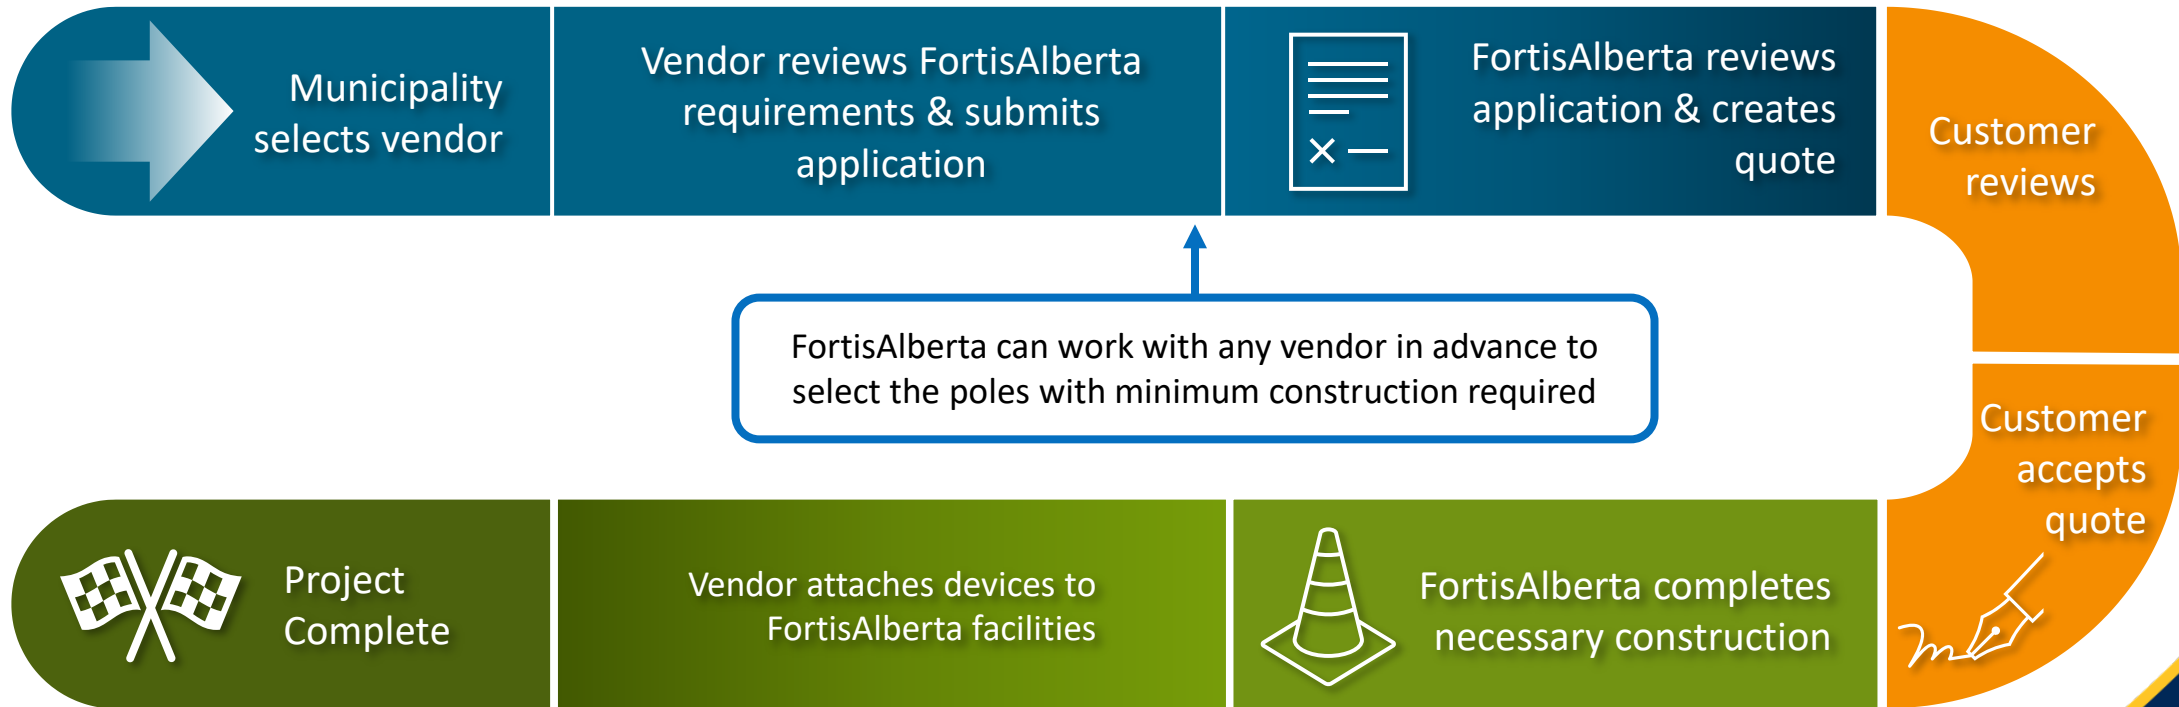 Municipality
selects vendor
Vendor reviews FortisAlberta
requirements & submits
application
FortisAlberta reviews
application & creates
quote
Customer
reviews
FortisAlberta can work with any vendor in advance to
select the poles with minimum construction required
Customer
accepts
quote
FortisAlberta completes
necessary construction
Vendor attaches devices to
FortisAlberta facilities
Project
Complete